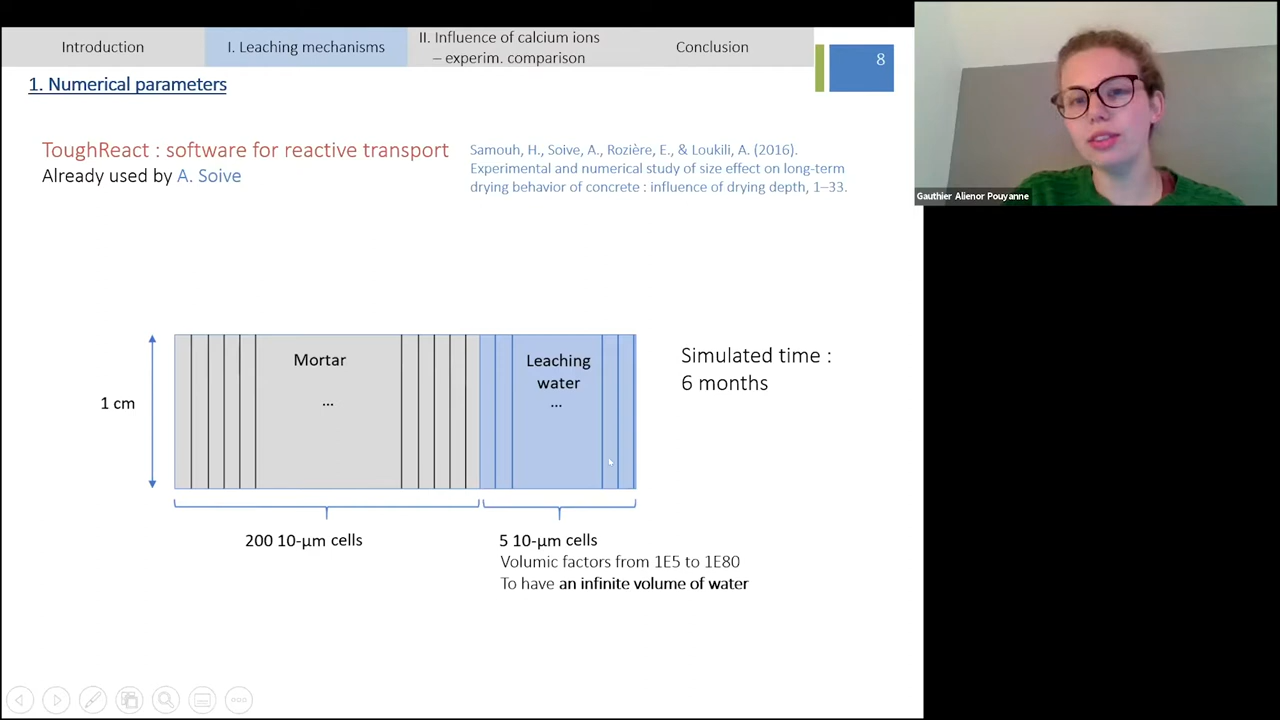 Introduction
I. Leaching mechanisms
II. Influence of calcium ions
– experim. comparison
Conclusion
8
1. Numerical parameters
ToughReact : software for reactive transport
Already used by A. Soive
Samouh, H., Soive, A., Rozière, E., & Loukili, A. (2016).
Experimental and numerical study of size effect on long-term
drying behavior of concrete : influence of drying depth, 1–33.
Gauthier Alienor Pouyanne
Mortar
...
Leaching
water
...
1 cm
Simulated time :
6 months
200 10-µm cells
5 10-µm cells
Volumic factors from 1E5 to 1E80
To have an infinite volume of water